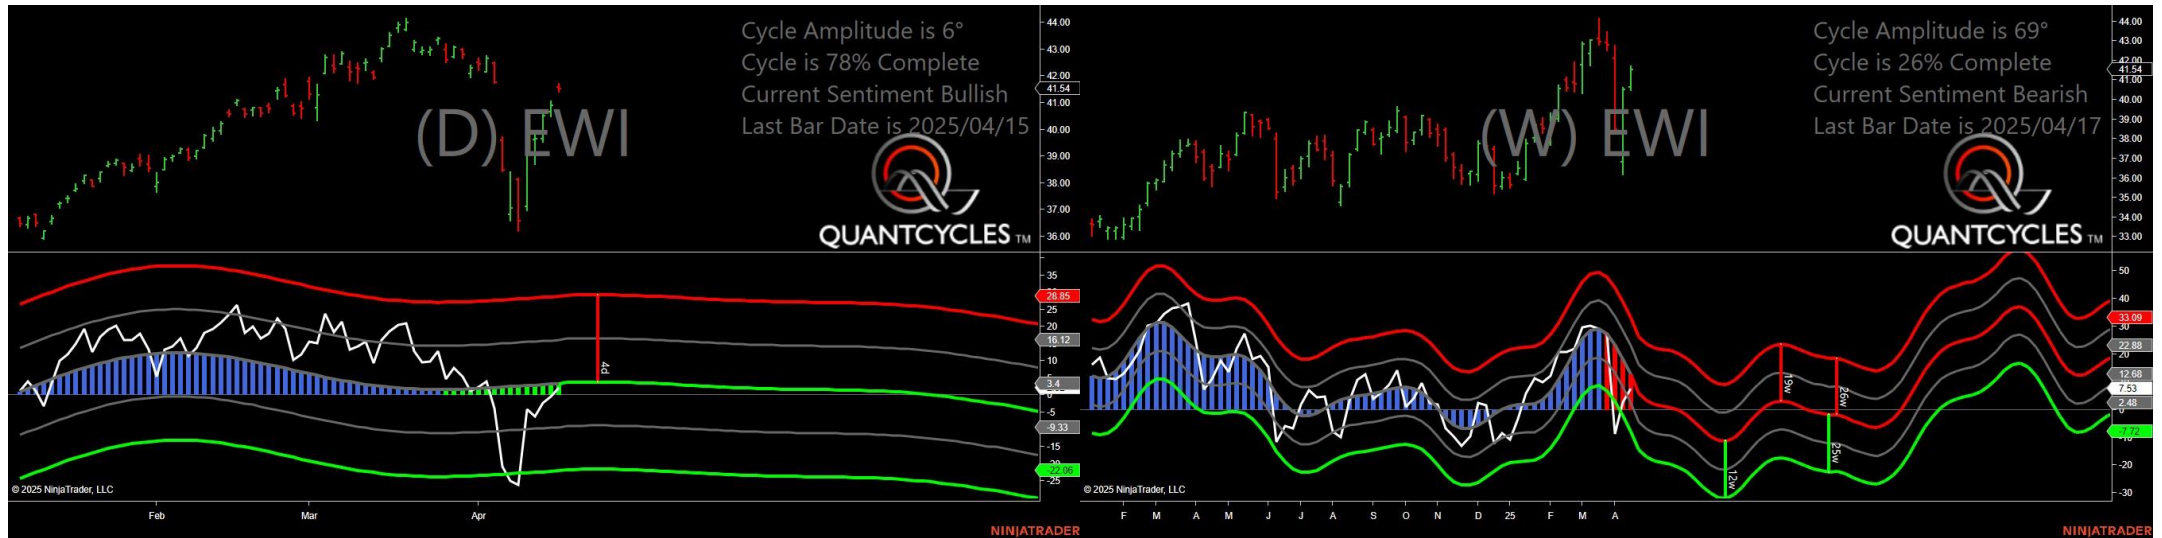 Cycle Amplitude is 6°
Cycle is 78% Complete
Current Sentiment Bullish
Last Bar Date is 2025/04/15
(D) EWI
QUANTCYCLES TM
44.00
43.00
42.00
41.54
41.00
40.00
39.00
38.00
37.00
36.00
35
28.85
25
20
16.12
10
3.4
-5
-9.33
-15
-22.06
-25
4d
© 2025 NinjaTrader, LLC
Feb Mar Apr
NINJATRADER
Cycle Amplitude is 69°
Cycle is 26% Complete
Current Sentiment Bearish
Last Bar Date is 2025/04/17
(W) EWI
QUANTCYCLES TM
44.00
43.00
42.00
41.54
40.00
39.00
38.00
37.00
36.00
35.00
34.00
33.00
50
40
33.09
30
22.88
20
12.68
7.53
2.48
0
-7.72
-10
-20
-30
19w
26w
25w
12w
© 2025 NinjaTrader, LLC
F M A M J J A S O N D 25 F M A
NINJATRADER